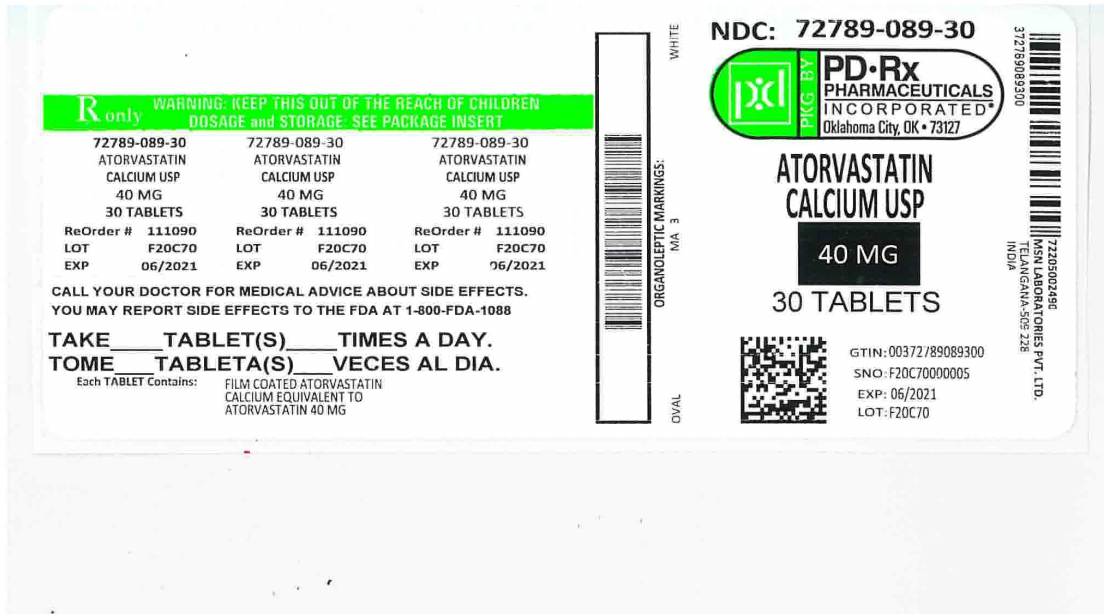 R only
WARNING: KEEP THIS OUT OF THE REACH OF CHILDREN
DOSAGE and STORAGE: SEE PACKAGE INSERT
72789-089-30 72789-089-30 72789-089-30
ATORVASTATIN ATORVASTATIN ATORVASTATIN
CALCIUM USP CALCIUM USP CALCIUM USP
40 MG 40 MG 40 MG
30 TABLETS 30 TABLETS 30 TABLETS
ReOrder # 111090 ReOrder # 111090 ReOrder # 111090
LOT F20C70 LOT F20C70 LOT F20C70
EXP 06/2021 EXP 06/2021 EXP 06/2021
CALL YOUR DOCTOR FOR MEDICAL ADVICE ABOUT SIDE EFFECTS.
YOU MAY REPORT SIDE EFFECTS TO THE FDA AT 1-800-FDA-1088
TAKE____TABLET(S)____TIMES A DAY.
TOME___TABLETA(S)___VECES AL DIA.
Each TABLET Contains: FILM COATED ATORVASTATIN
CALCIUM EQUIVALENT TO
ATORVASTATIN 40 MG
ORGANOLEPTIC MARKINGS:
MA 3
OVAL WHITE
NDC: 72789-089-30
pd
PKG BY
PD•Rx
PHARMACEUTICALS
INCORPORATED®
Oklahoma City, OK • 73127
ATORVASTATIN
CALCIUM USP
40 MG
30 TABLETS
GTIN: 00372789089300
SNO: F20C70000005
EXP: 06/2021
LOT: F20C70
372789089300
72205002490
MSN LABORATORIES PVT. LTD.
TELANGANA-509 228
INDIA